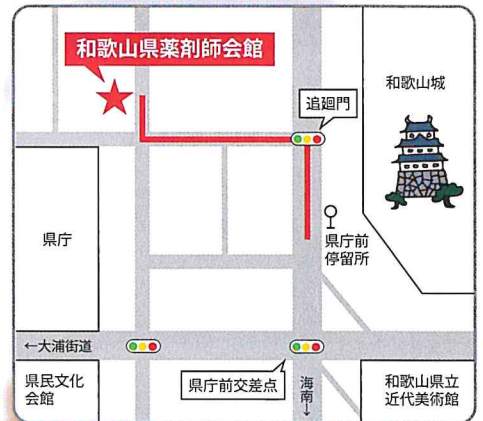 和歌山県薬剤師会館
和歌山城
追廻門
県庁
県庁前
停留所
←大浦街道
県民文化
会館
県庁前交差点
海南↓
和歌山県立
近代美術館